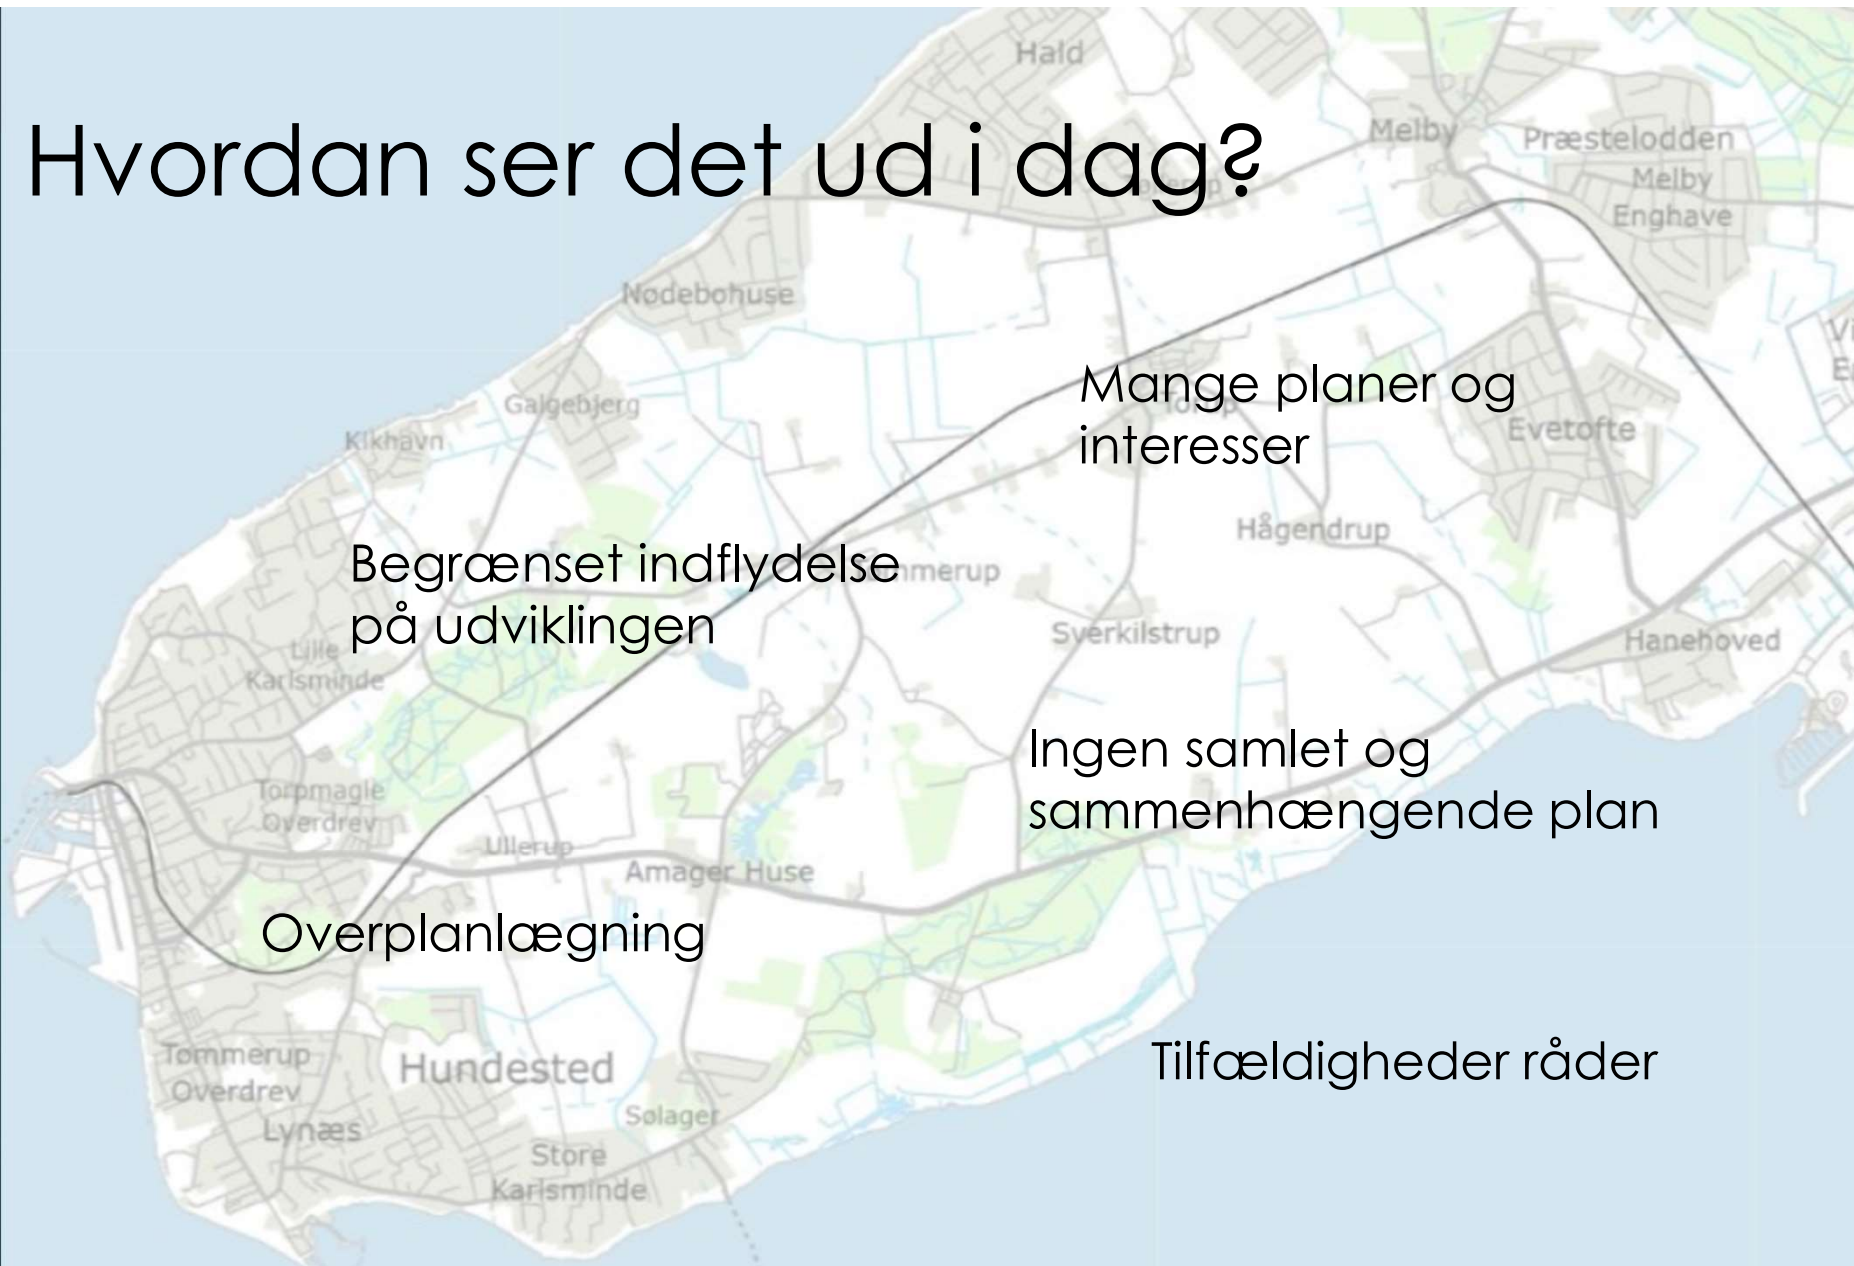 Hald
Hvordan ser det ud i dag?
Melby
Præstelodden
Melby
Enghave
Nødebohuse
Mange planer og
interesser
Galgebjerg
Kikhavn
Evetofte
Hågendrup
Begrænset indflydelse
på udviklingen
Sverkilstrup
Hanehoved
Lille
Karlsminde
Ingen samlet og
sammenhængende plan
Torpmagle
Overdrev
Ullerup
Amager Huse
Overplanlægning
Tømmerup
Overdrev
Hundested
Tilfældigheder råder
Lynæs
Sølager
Store
Karlsminde